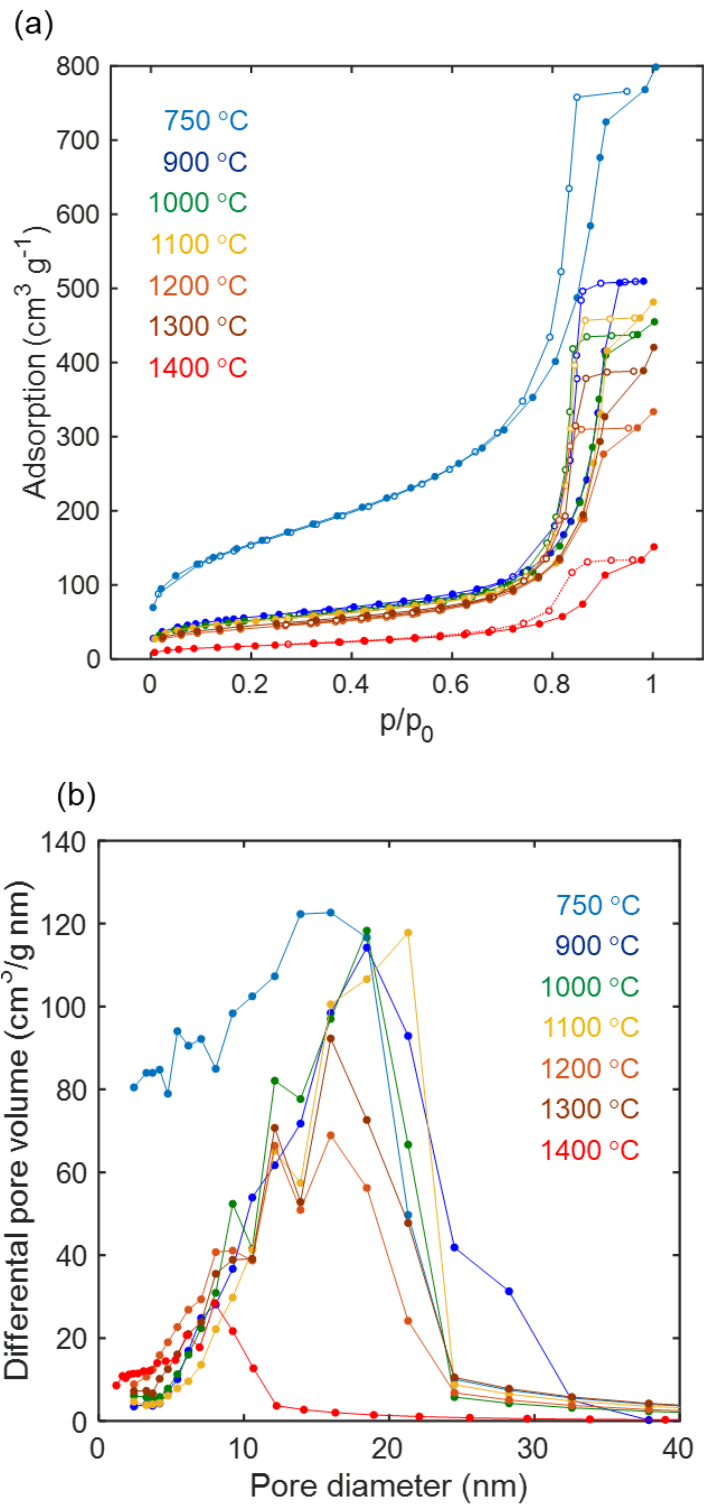 (a)
800
700
600
500
400
300
200
100
0
Adsorption (cm³ g⁻¹)
750 °C
900 °C
1000 °C
1100 °C
1200 °C
1300 °C
1400 °C
0 0.2 0.4 0.6 0.8 1
p/p₀
(b)
140
120
100
80
60
40
20
0
Differental pore volume (cm³/g nm)
750 °C
900 °C
1000 °C
1100 °C
1200 °C
1300 °C
1400 °C
0 10 20 30 40
Pore diameter (nm)